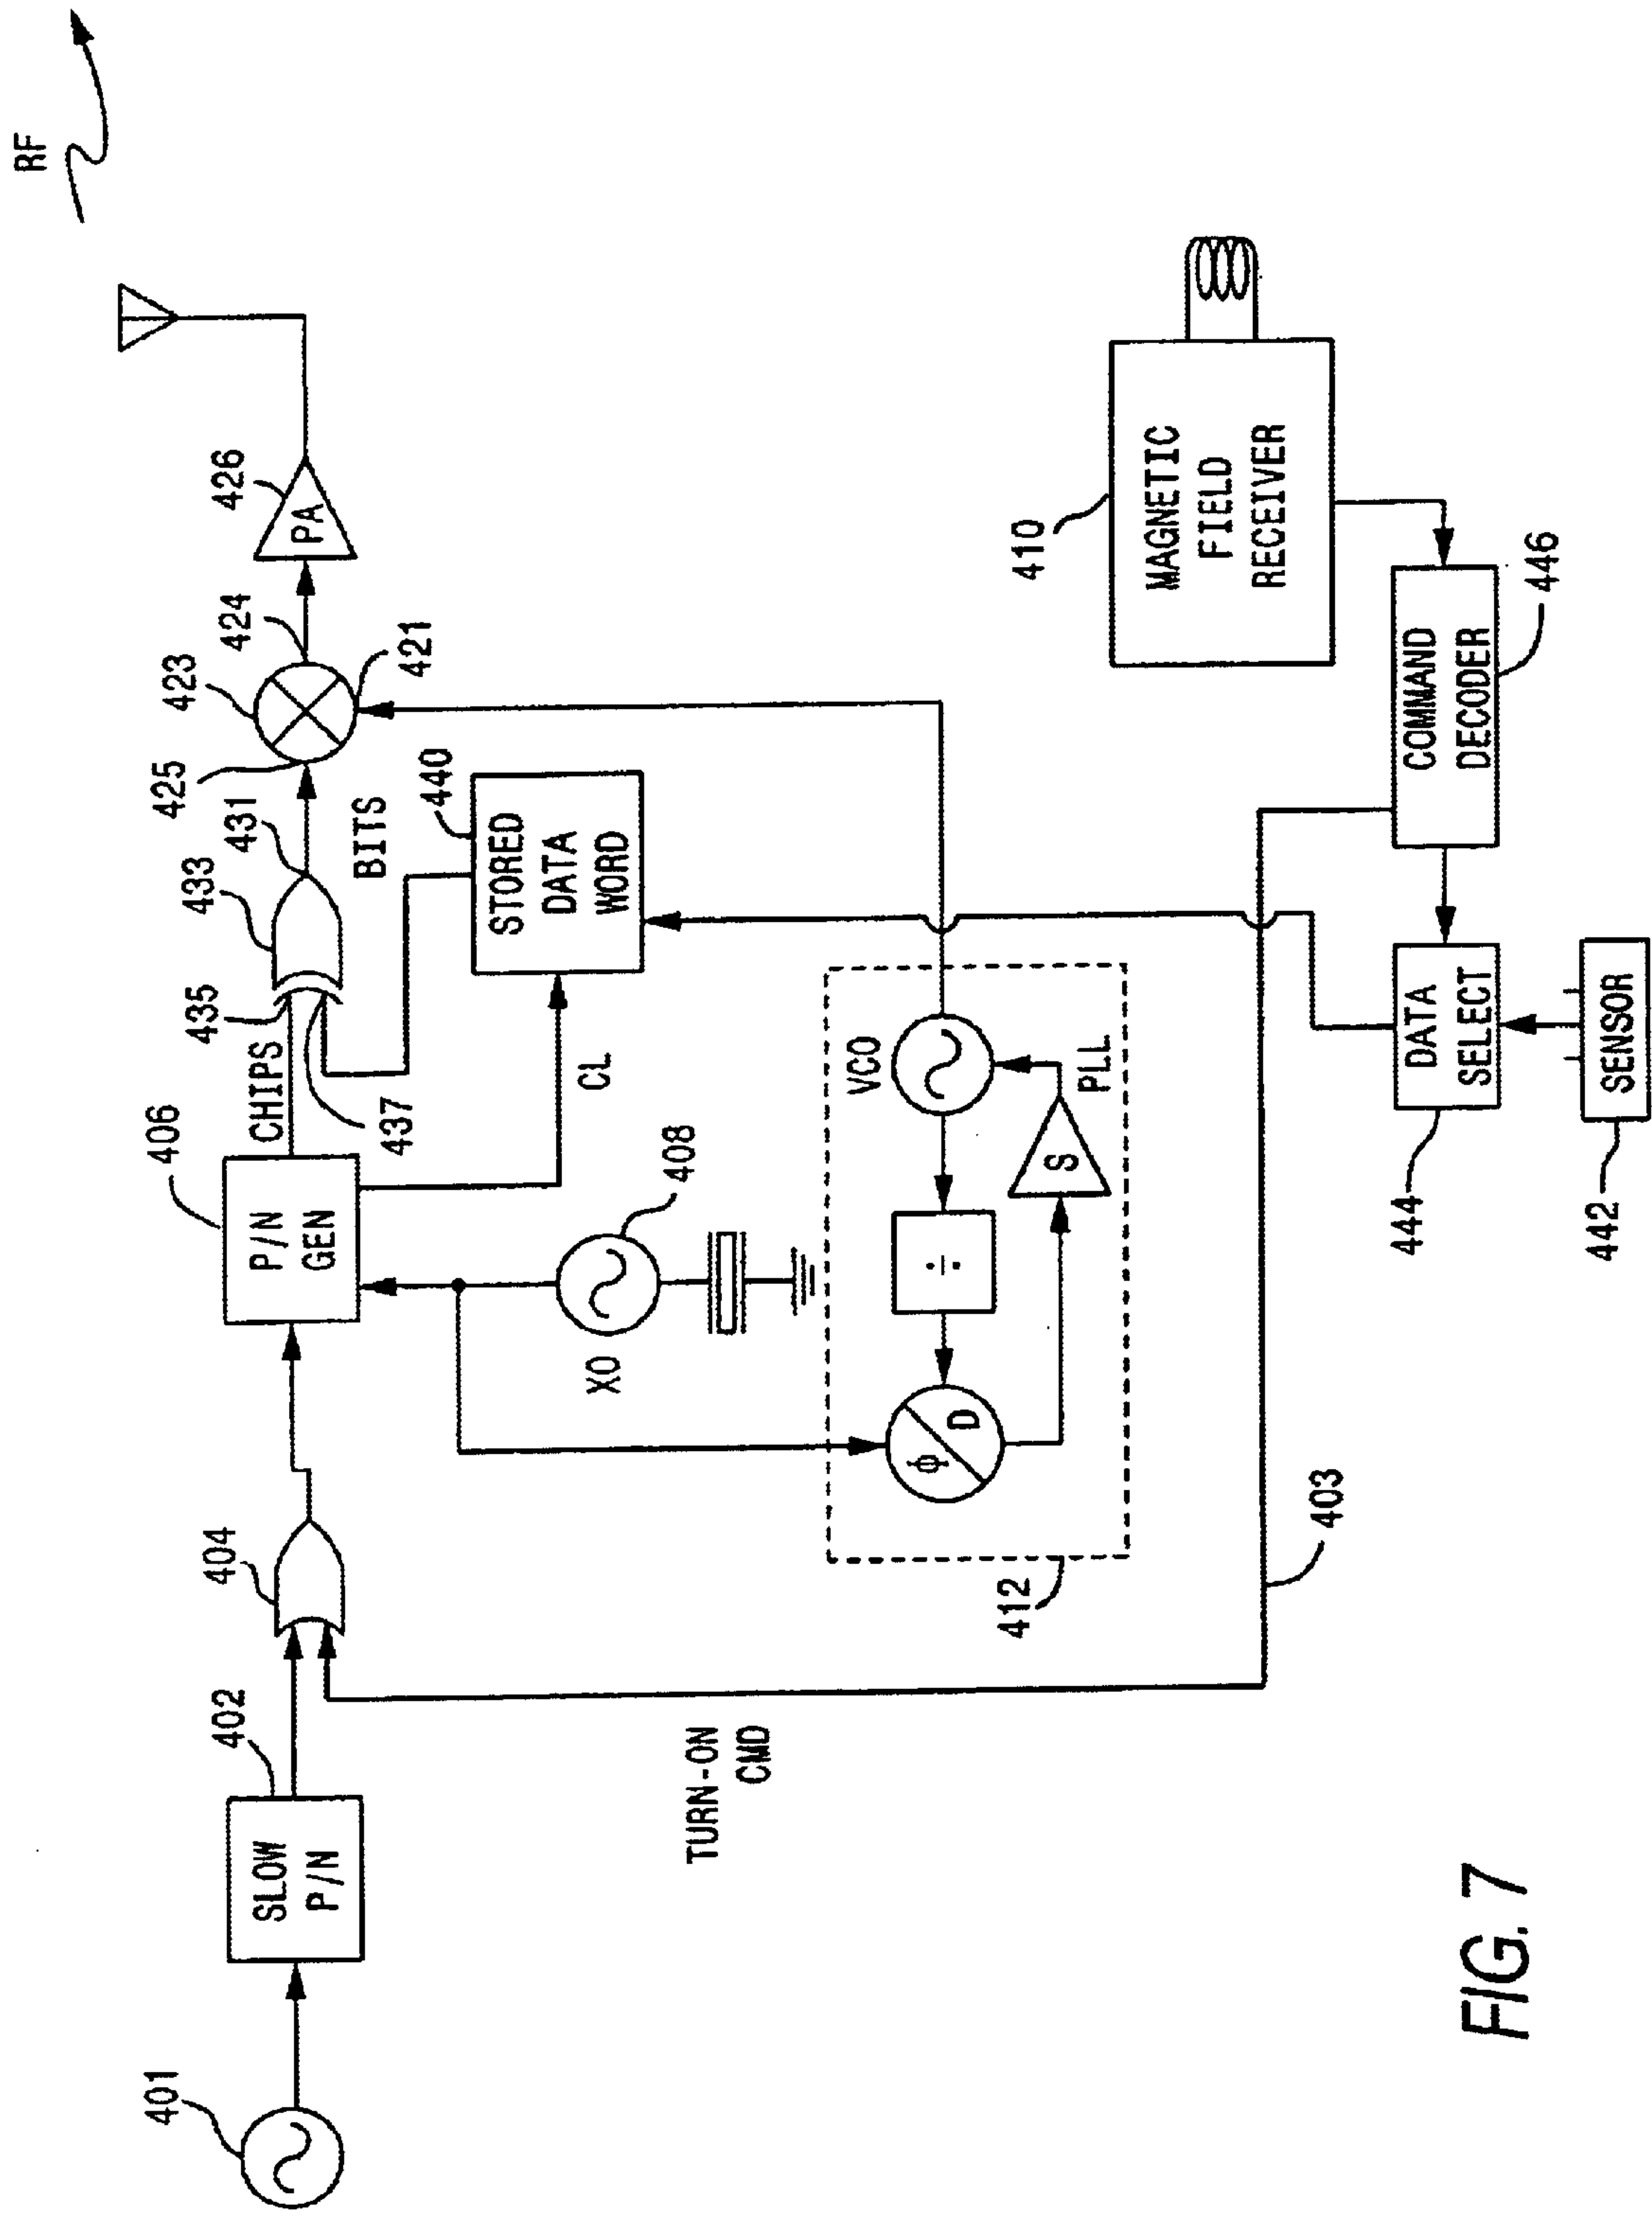 RF
401
SLOW
P/N
402
404
406
P/N
GEN
CHIPS
435
437
433
431
BITS
425
423
424
421
426
PA
440
STORED
DATA
WORD
CL
XO
408
TURN-ON
CMD
412
φ
D
÷
VCO
S
PLL
403
410
MAGNETIC
FIELD
RECEIVER
COMMAND
DECODER
446
DATA
SELECT
444
SENSOR
442
FIG. 7